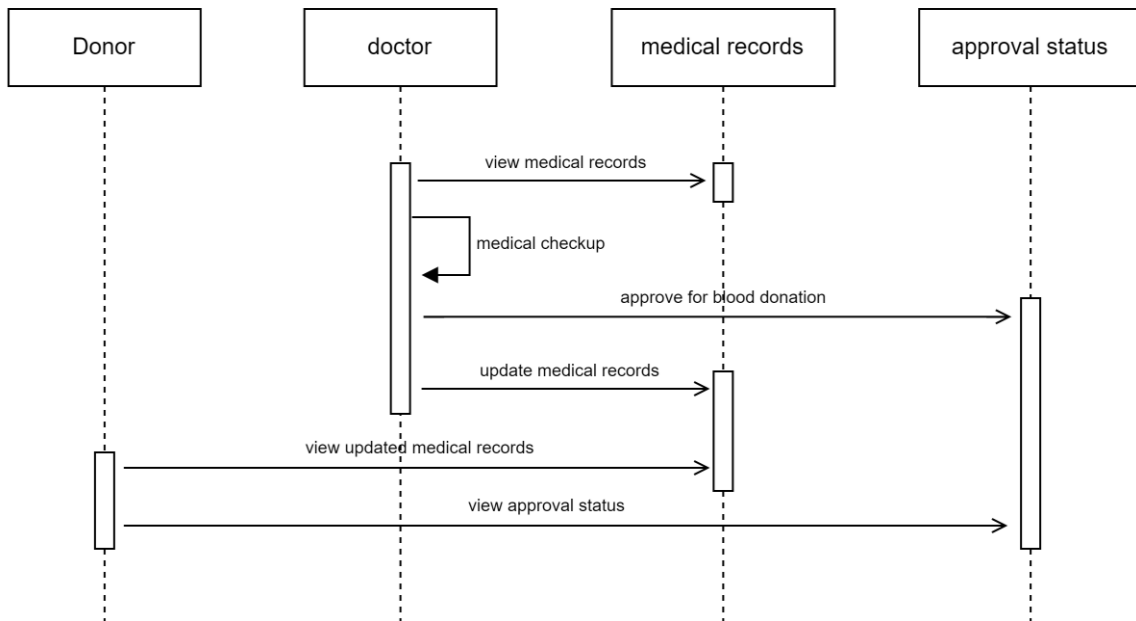 Donor
doctor
medical records
approval status
view medical records
medical checkup
approve for blood donation
update medical records
view updated medical records
view approval status